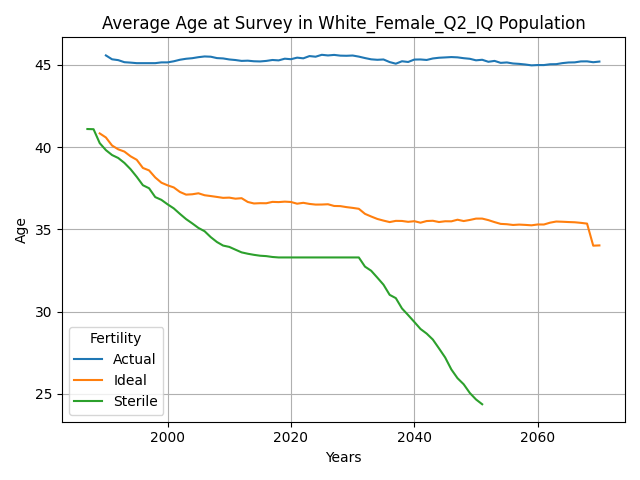 Average Age at Survey in White_Female_Q2_IQ Population
Age
45
40
35
30
25
Fertility
Actual
Ideal
Sterile
2000 2020 2040 2060
Years